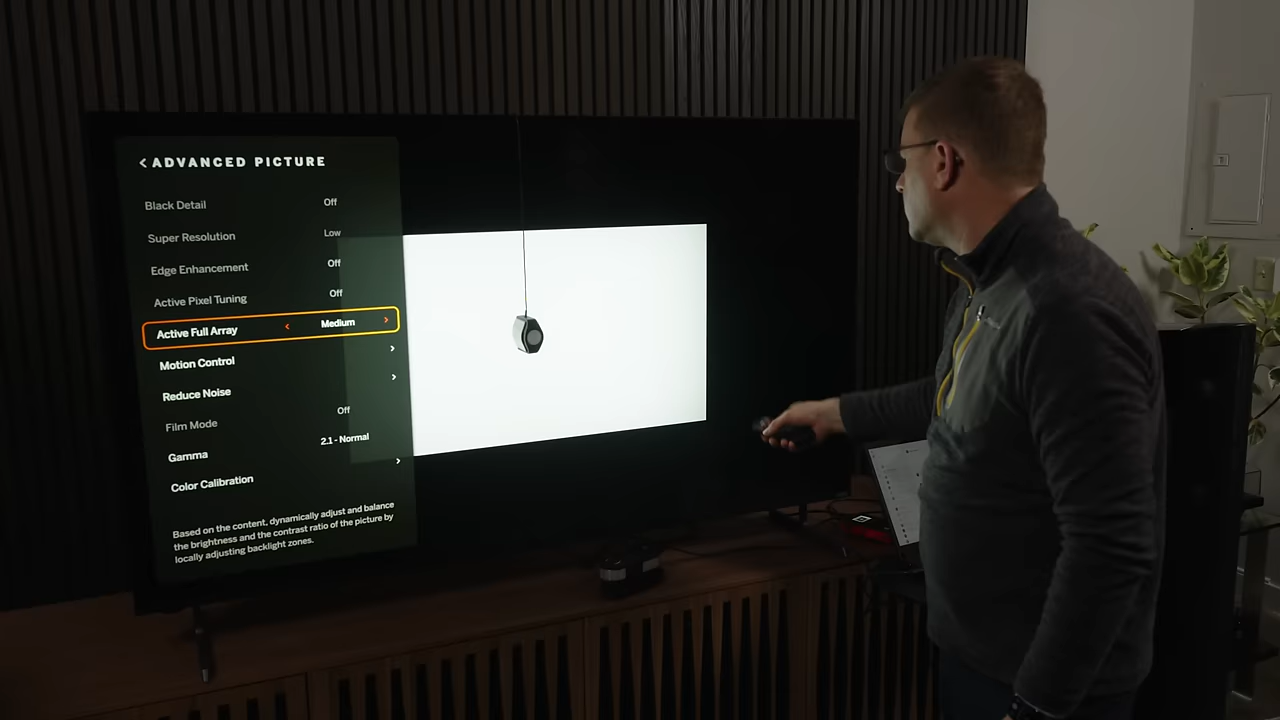 < ADVANCED PICTURE
Black Detail Off
Super Resolution Low
Edge Enhancement Off
Active Pixel Tuning Off
Active Full Array < Medium >
Motion Control >
Reduce Noise >
Film Mode Off
Gamma 2.1 - Normal
Color Calibration >
Based on the content, dynamically adjust and balance
the brightness and the contrast ratio of the picture by
locally adjusting backlight zones.